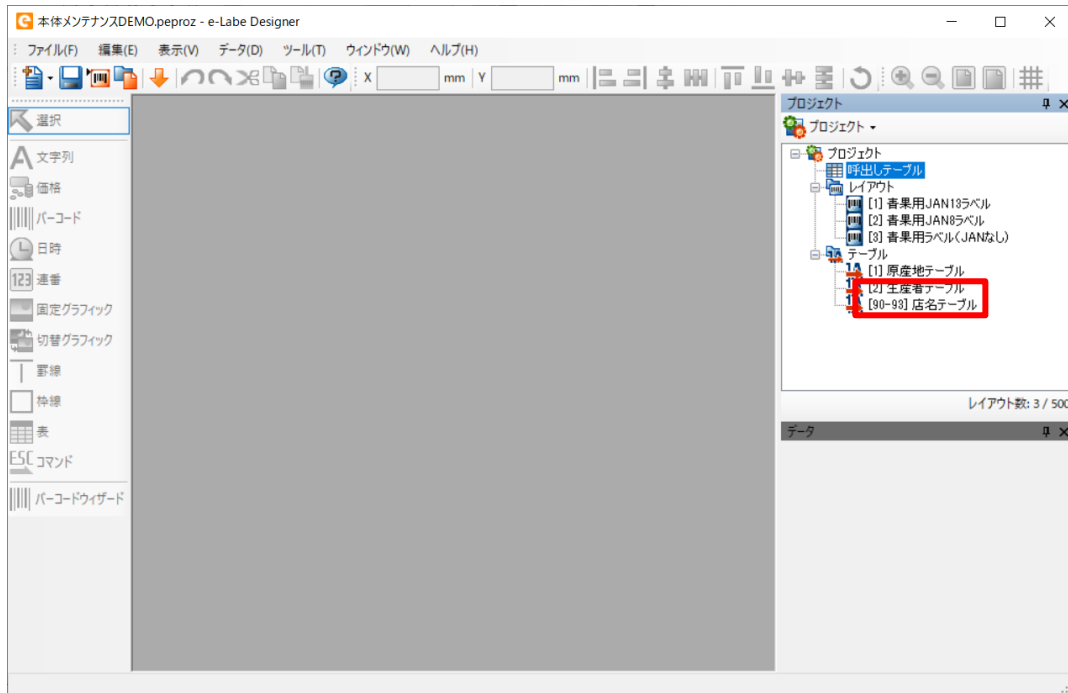 本体メンテナンスDEMO.peproz - e-Labe Designer
ファイル(F) 編集(E) 表示(V) データ(D) ツール(T) ウィンドウ(W) ヘルプ(H)
X mm Y mm
選択
文字列
価格
バーコード
日時
123 連番
固定グラフィック
切替グラフィック
罫線
枠線
表
ESC コマンド
バーコードウィザード
プロジェクト
プロジェクト
プロジェクト
呼出しテーブル
レイアウト
[1] 青果用JAN13ラベル
[2] 青果用JAN8ラベル
[3] 青果用ラベル(JANなし)
テーブル
[1] 原産地テーブル
[2] 生産者テーブル
[90-93] 店名テーブル
レイアウト数: 3 / 500
データ